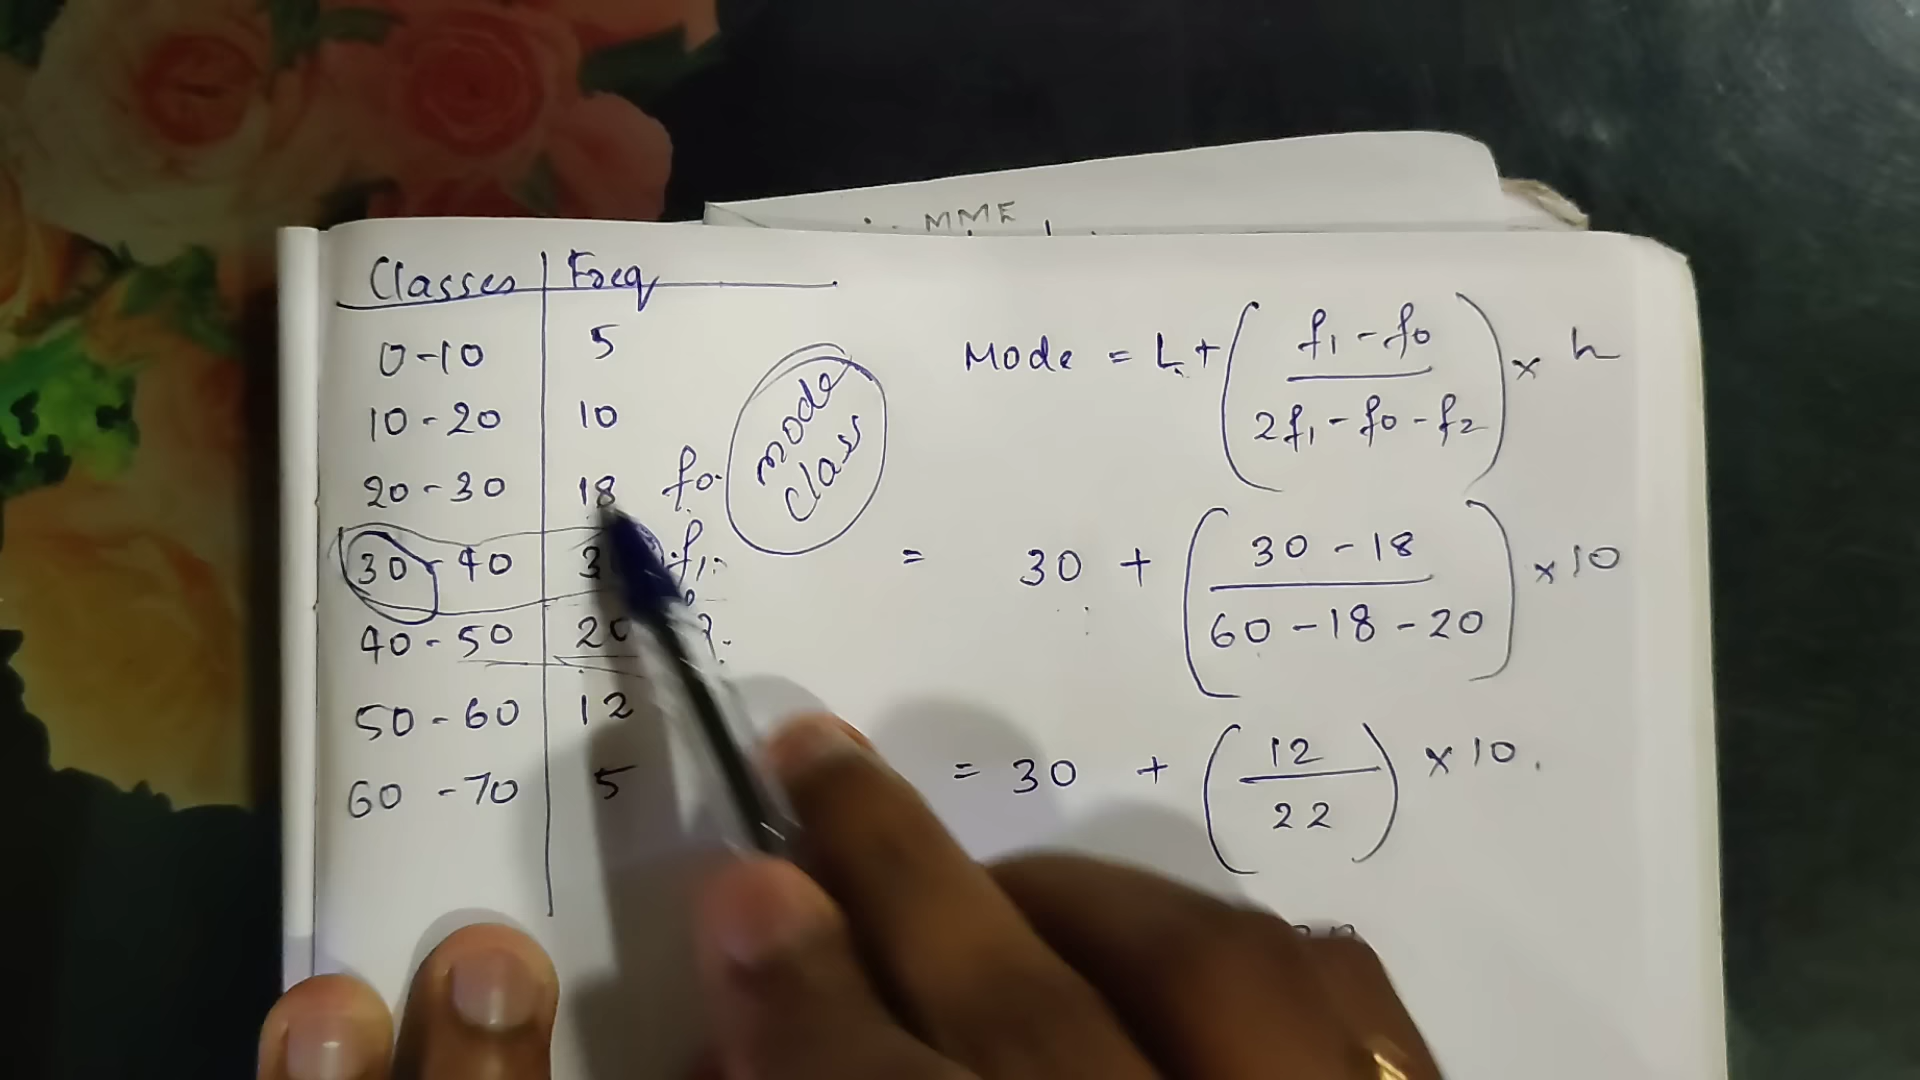 MME
Classes Freq
0-10 5
10-20 10
20-30 18 f0
30-40 f1
40-50 20
50-60 12
60-70 5
mode
class
Mode = L + ( f1 - f0 / 2f1 - f0 - f2 ) × h
= 30 + ( 30 - 18 / 60 - 18 - 20 ) × 10
= 30 + ( 12 / 22 ) × 10.